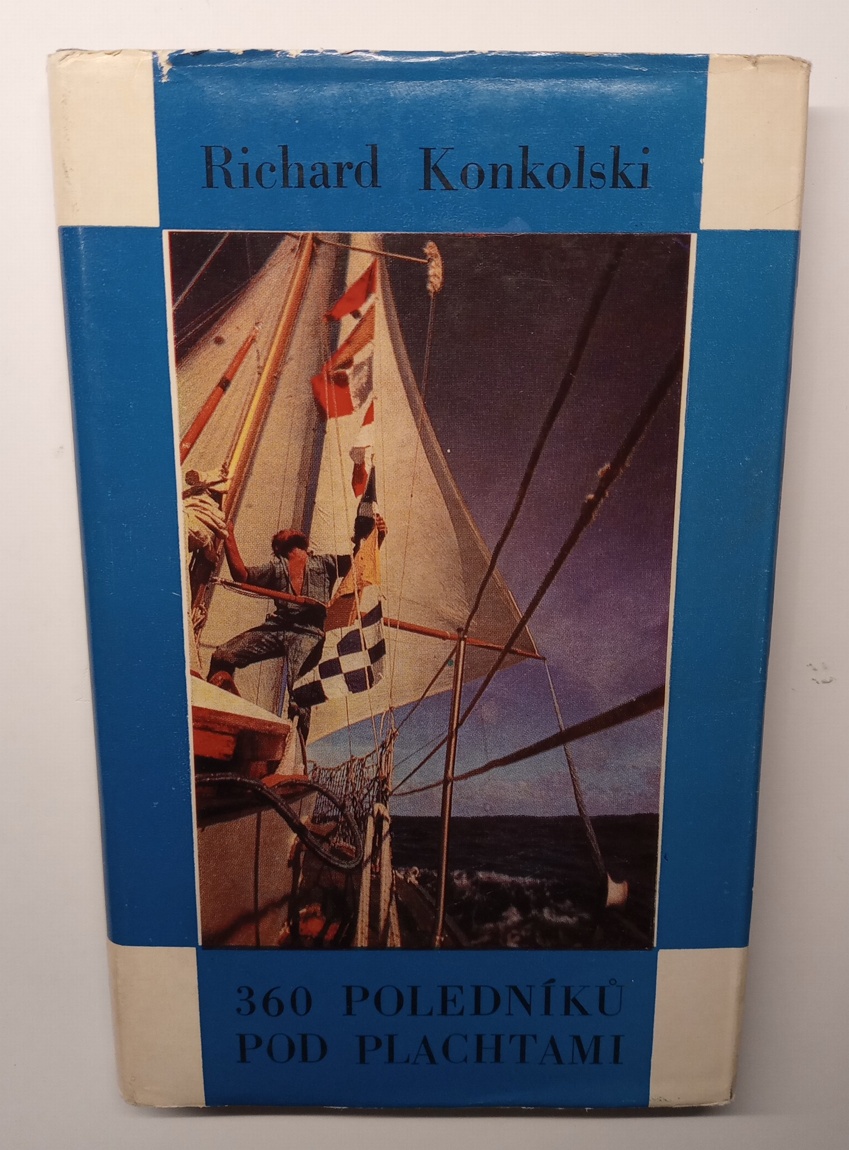 Richard Konkolski
360 POLEDNÍKŮ
POD PLACHTAMI